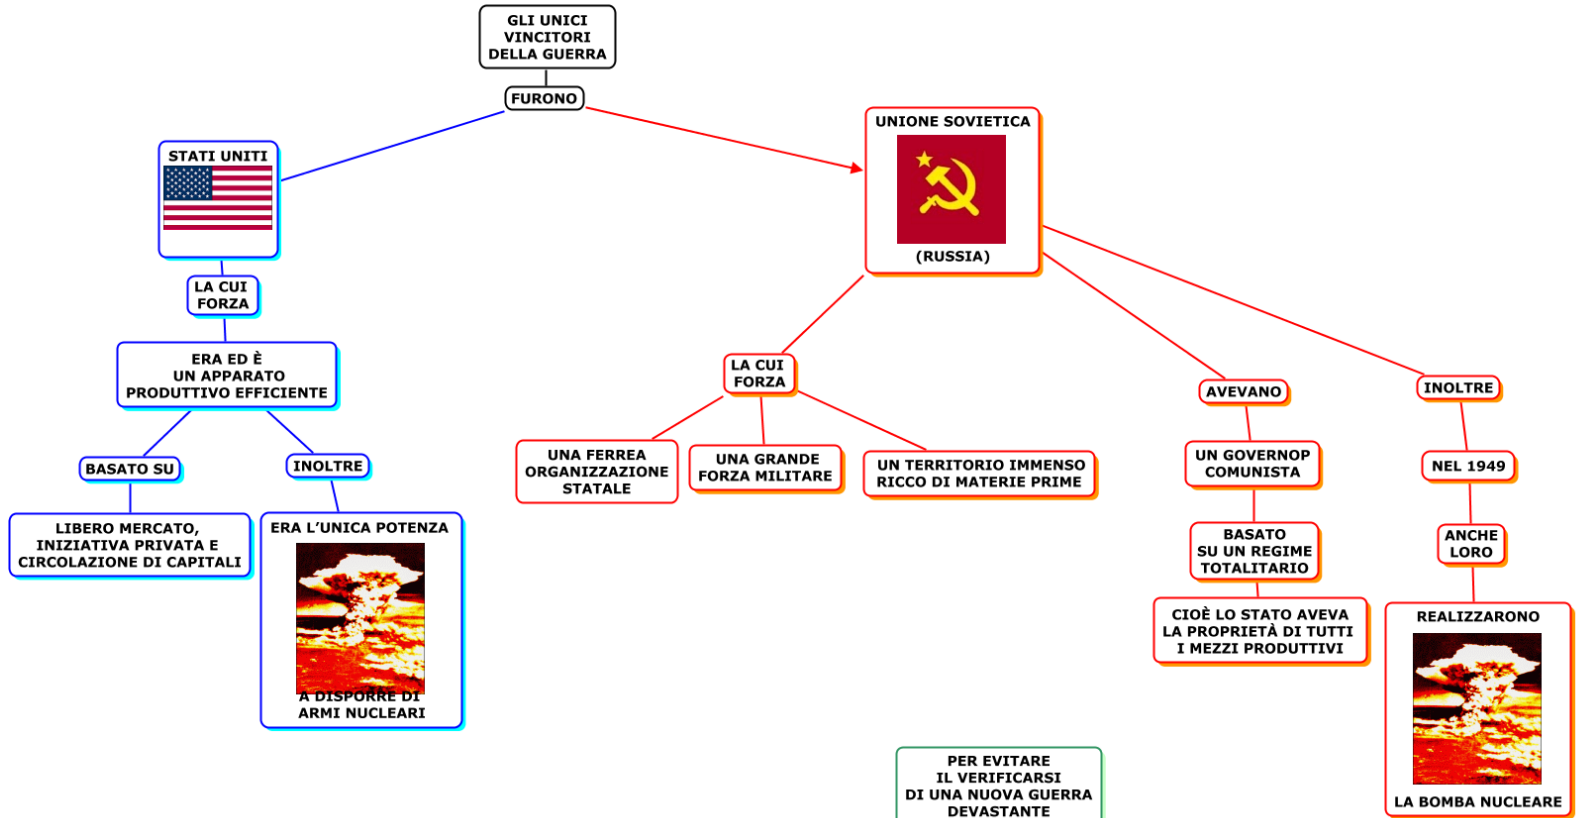 GLI UNICI
VINCITORI
DELLA GUERRA
FURONO
STATI UNITI
LA CUI
FORZA
ERA ED È
UN APPARATO
PRODUTTIVO EFFICIENTE
BASATO SU
LIBERO MERCATO,
INIZIATIVA PRIVATA E
CIRCOLAZIONE DI CAPITALI
INOLTRE
ERA L'UNICA POTENZA
A DISPORRE DI
ARMI NUCLEARI
UNIONE SOVIETICA
(RUSSIA)
LA CUI
FORZA
UNA FERREA
ORGANIZZAZIONE
STATALE
UNA GRANDE
FORZA MILITARE
UN TERRITORIO IMMENSO
RICCO DI MATERIE PRIME
AVEVANO
UN GOVERNOP
COMUNISTA
BASATO
SU UN REGIME
TOTALITARIO
CIOÈ LO STATO AVEVA
LA PROPRIETÀ DI TUTTI
I MEZZI PRODUTTIVI
INOLTRE
NEL 1949
ANCHE
LORO
REALIZZARONO
LA BOMBA NUCLEARE
PER EVITARE
IL VERIFICARSI
DI UNA NUOVA GUERRA
DEVASTANTE